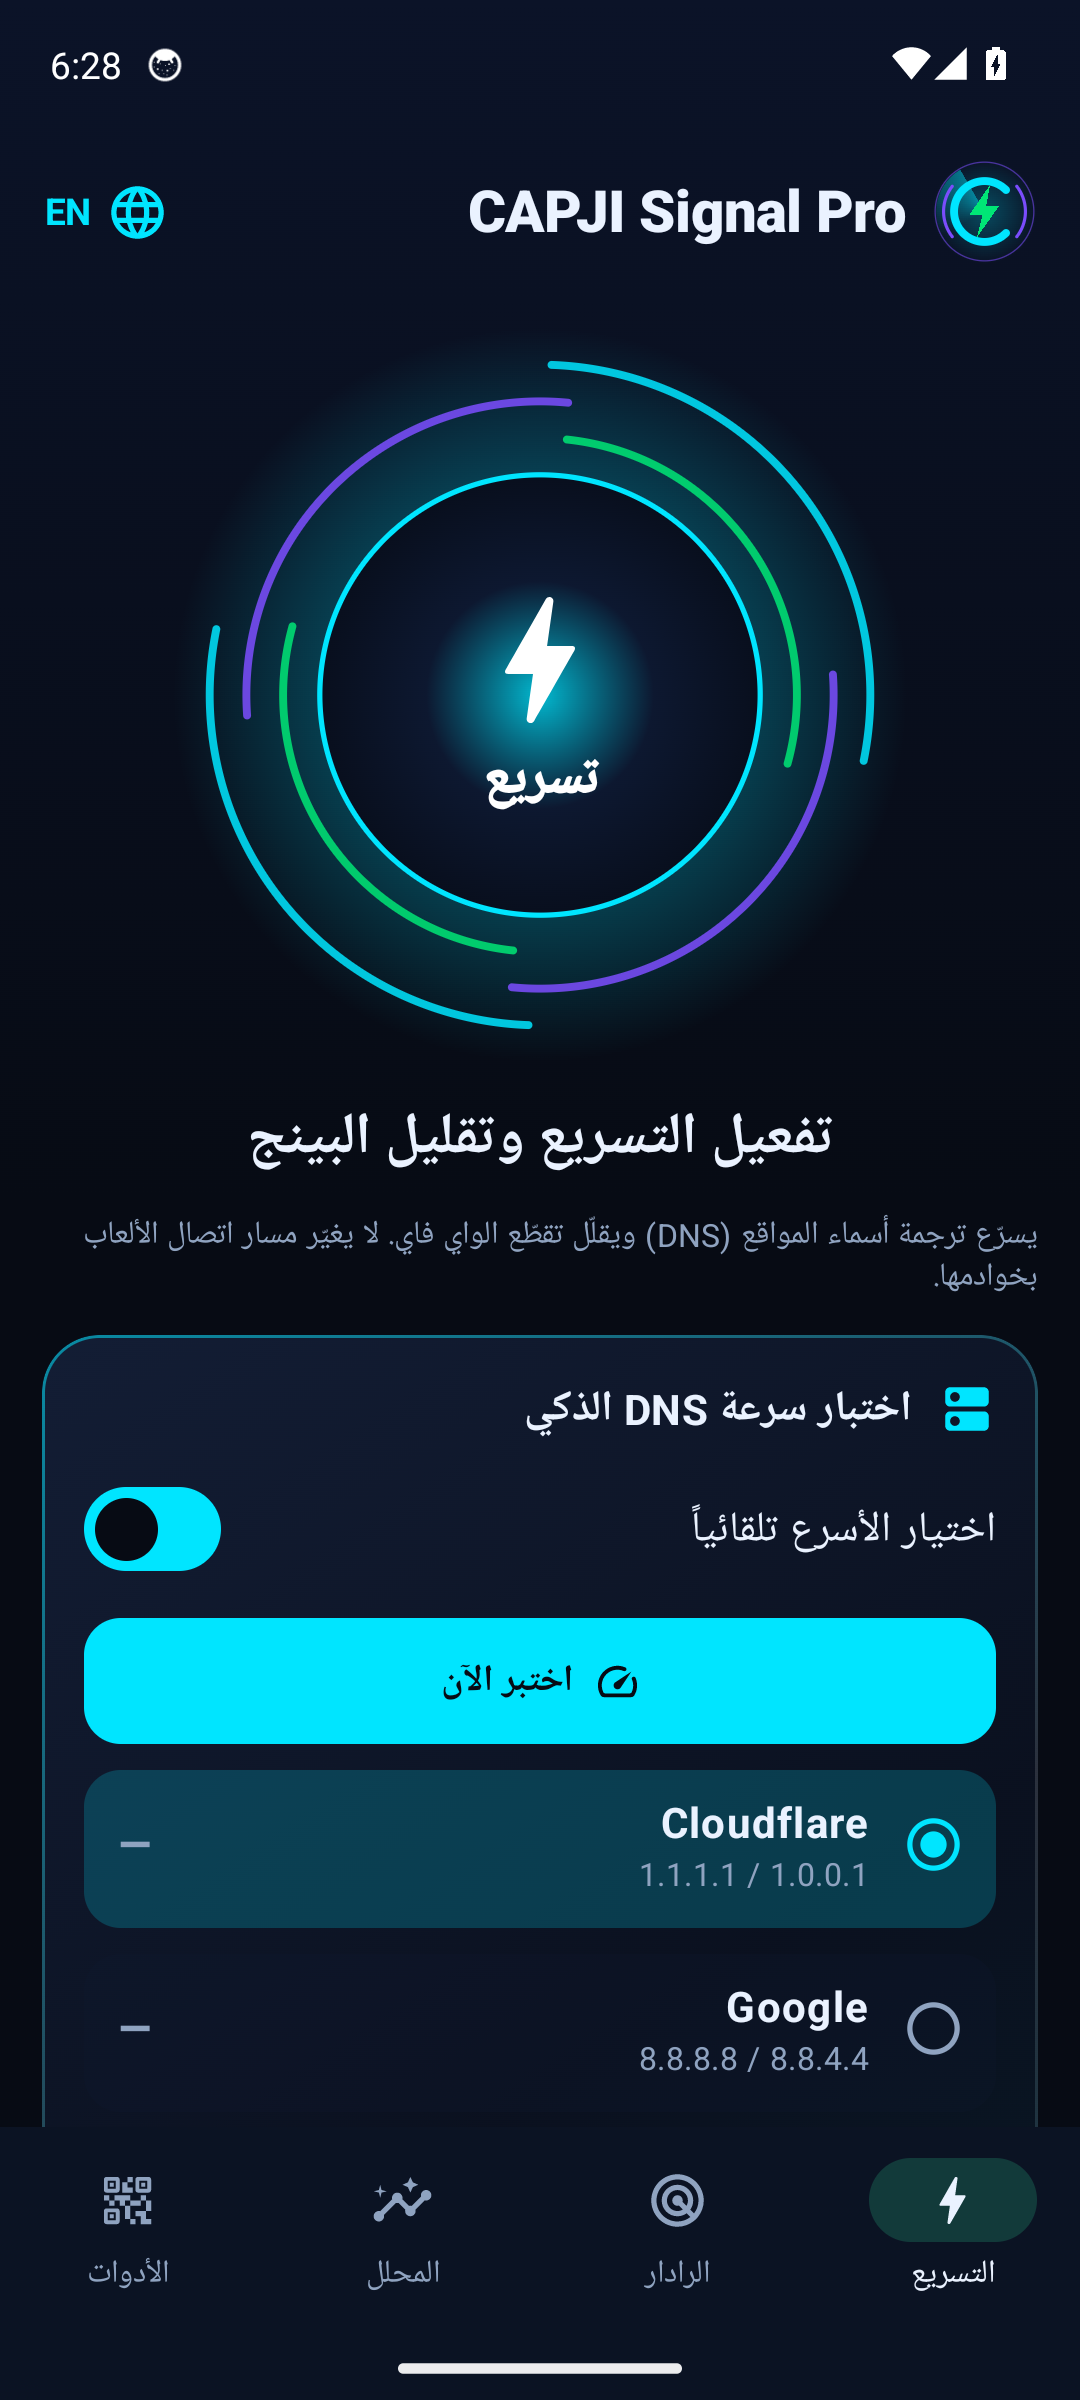 6:28
CAPJI Signal Pro
EN
تسريع
تفعيل التسريع وتقليل البينج
يسرّع ترجمة أسماء المواقع (DNS) ويقلّل تقطّع الواي فاي. لا يغيّر مسار اتصال الألعاب
بخوادمها.
اختبار سرعة DNS الذكي
اختيار الأسرع تلقائياً
اختبر الآن
Cloudflare
1.1.1.1 / 1.0.0.1
–
Google
8.8.8.8 / 8.8.4.4
–
التسريع
الرادار
المحلل
الأدوات